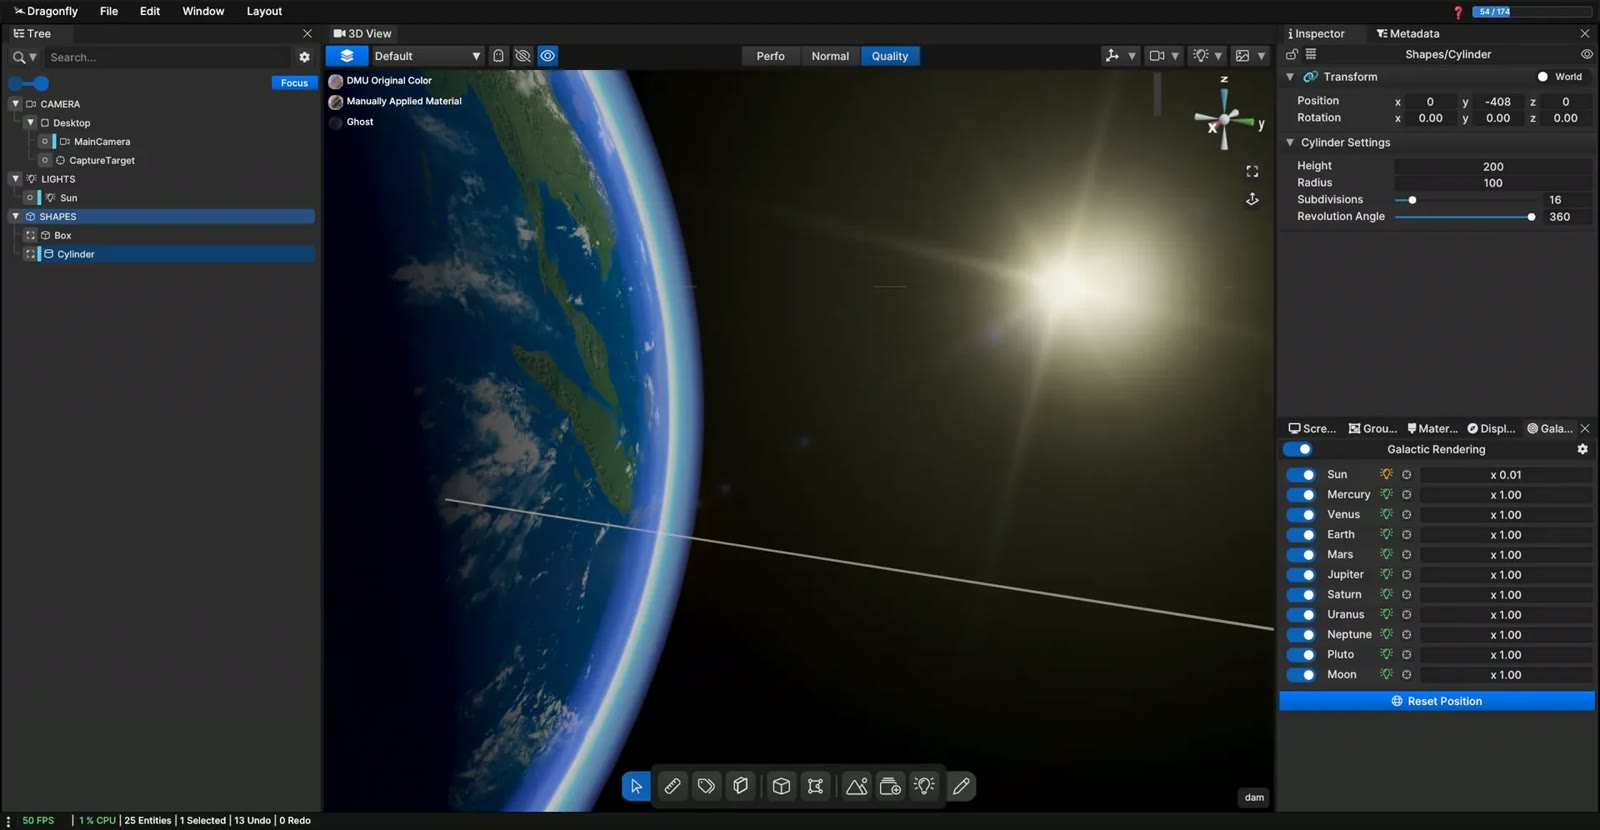 Dragonfly File Edit Window Layout
54 / 174
Tree
3D View
Inspector Metadata
Search...
Default
Perfo Normal Quality
Shapes/Cylinder
Focus
DMU Original Color
Manually Applied Material
Ghost
z
x
y
Transform World
Position x 0 y -408 z 0
Rotation x 0.00 y 0.00 z 0.00
Cylinder Settings
Height 200
Radius 100
Subdivisions 16
Revolution Angle 360
CAMERA
Desktop
MainCamera
CaptureTarget
LIGHTS
Sun
SHAPES
Box
Cylinder
Scre... Grou... Mater... Displ... Gala...
Galactic Rendering
Sun x 0.01
Mercury x 1.00
Venus x 1.00
Earth x 1.00
Mars x 1.00
Jupiter x 1.00
Saturn x 1.00
Uranus x 1.00
Neptune x 1.00
Pluto x 1.00
Moon x 1.00
Reset Position
dam
50 FPS | 1 % CPU | 25 Entities | 1 Selected | 13 Undo | 0 Redo